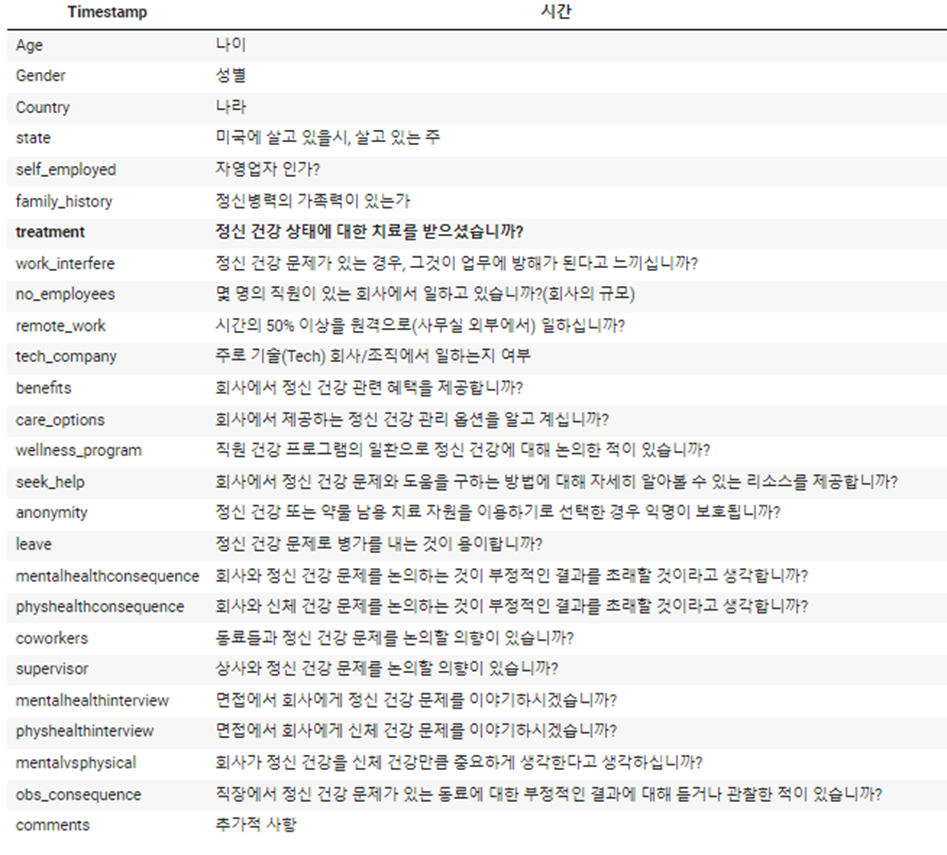 Timestamp 시간
Age 나이
Gender 성별
Country 나라
state 미국에 살고 있을시, 살고 있는 주
self_employed 자영업자 인가?
family_history 정신병력의 가족력이 있는가
treatment 정신 건강 상태에 대한 치료를 받으셨습니까?
work_interfere 정신 건강 문제가 있는 경우, 그것이 업무에 방해가 된다고 느끼십니까?
no_employees 몇 명의 직원이 있는 회사에서 일하고 있습니까?(회사의 규모)
remote_work 시간의 50% 이상을 원격으로(사무실 외부에서) 일하십니까?
tech_company 주로 기술(Tech) 회사/조직에서 일하는지 여부
benefits 회사에서 정신 건강 관련 혜택을 제공합니까?
care_options 회사에서 제공하는 정신 건강 관리 옵션을 알고 계십니까?
wellness_program 직원 건강 프로그램의 일환으로 정신 건강에 대해 논의한 적이 있습니까?
seek_help 회사에서 정신 건강 문제와 도움을 구하는 방법에 대해 자세히 알아볼 수 있는 리소스를 제공합니까?
anonymity 정신 건강 또는 약물 남용 치료 자원을 이용하기로 선택한 경우 익명이 보호됩니까?
leave 정신 건강 문제로 병가를 내는 것이 용이합니까?
mentalhealthconsequence 회사와 정신 건강 문제를 논의하는 것이 부정적인 결과를 초래할 것이라고 생각합니까?
physhealthconsequence 회사와 신체 건강 문제를 논의하는 것이 부정적인 결과를 초래할 것이라고 생각합니까?
coworkers 동료들과 정신 건강 문제를 논의할 의향이 있습니까?
supervisor 상사와 정신 건강 문제를 논의할 의향이 있습니까?
mentalhealthinterview 면접에서 회사에게 정신 건강 문제를 이야기하시겠습니까?
physhealthinterview 면접에서 회사에게 신체 건강 문제를 이야기하시겠습니까?
mentalvsphysical 회사가 정신 건강을 신체 건강만큼 중요하게 생각한다고 생각하십니까?
obs_consequence 직장에서 정신 건강 문제가 있는 동료에 대한 부정적인 결과에 대해 듣거나 관찰한 적이 있습니까?
comments 추가적 사항